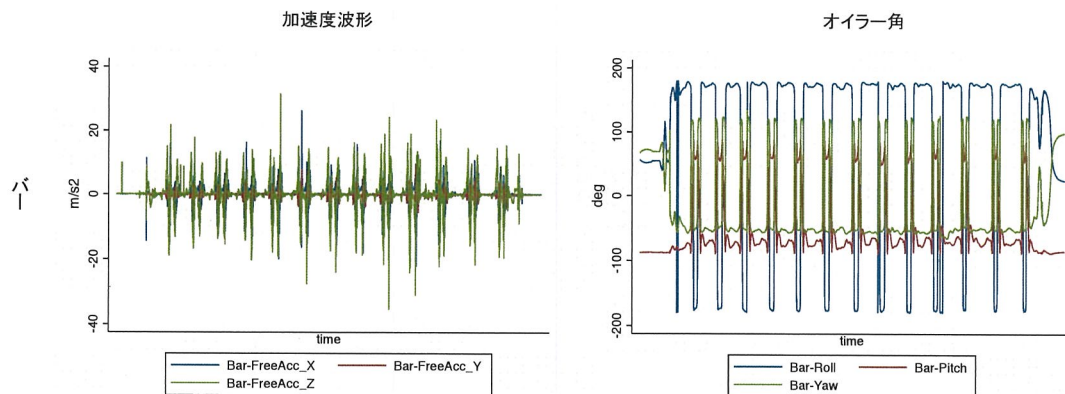 加速度波形
オイラー角
バー
40
20
0
-20
-40
m/s2
time
Bar-FreeAcc_X
Bar-FreeAcc_Y
Bar-FreeAcc_Z
200
100
0
-100
-200
deg
time
Bar-Roll
Bar-Pitch
Bar-Yaw